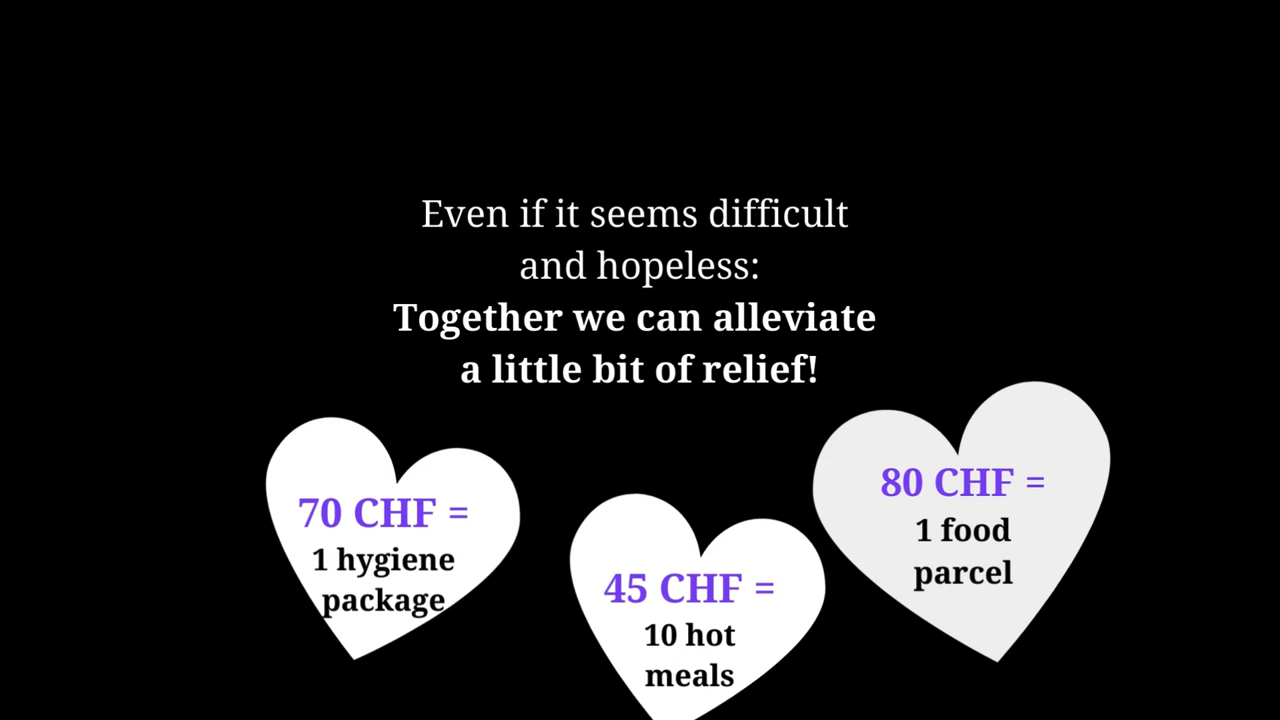 Even if it seems difficult
and hopeless:
Together we can alleviate
a little bit of relief!
70 CHF =
1 hygiene
package
45 CHF =
10 hot
meals
80 CHF =
1 food
parcel